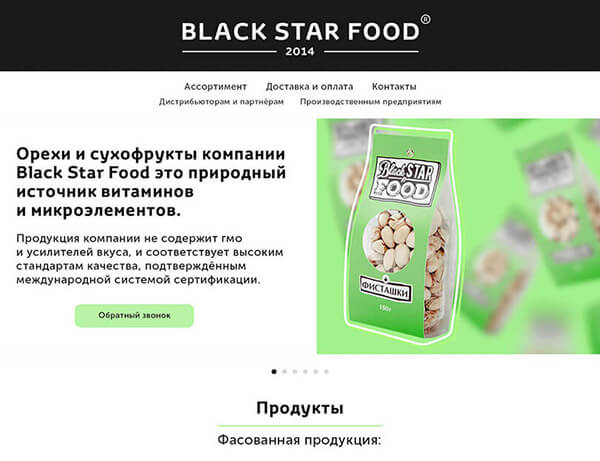 BLACK STAR FOOD®
2014
Ассортимент Доставка и оплата Контакты
Дистрибьюторам и партнёрам Производственным предприятиям
Орехи и сухофрукты компании
Black Star Food это природный
источник витаминов
и микроэлементов.
Продукция компании не содержит гмо
и усилителей вкуса, и соответствует высоким
стандартам качества, подтверждённым
международной системой сертификации.
Обратный звонок
Black STAR
FOOD
ФИСТАШКИ
150г
Продукты
Фасованная продукция: